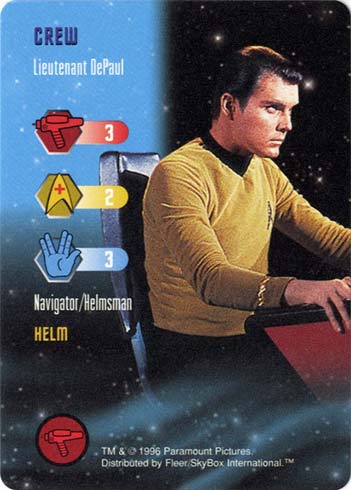 CREW
Lieutenant DePaul
3
2
3
Navigator/Helmsman
HELM
TM & © 1996 Paramount Pictures.
Distributed by Fleer/SkyBox International.™